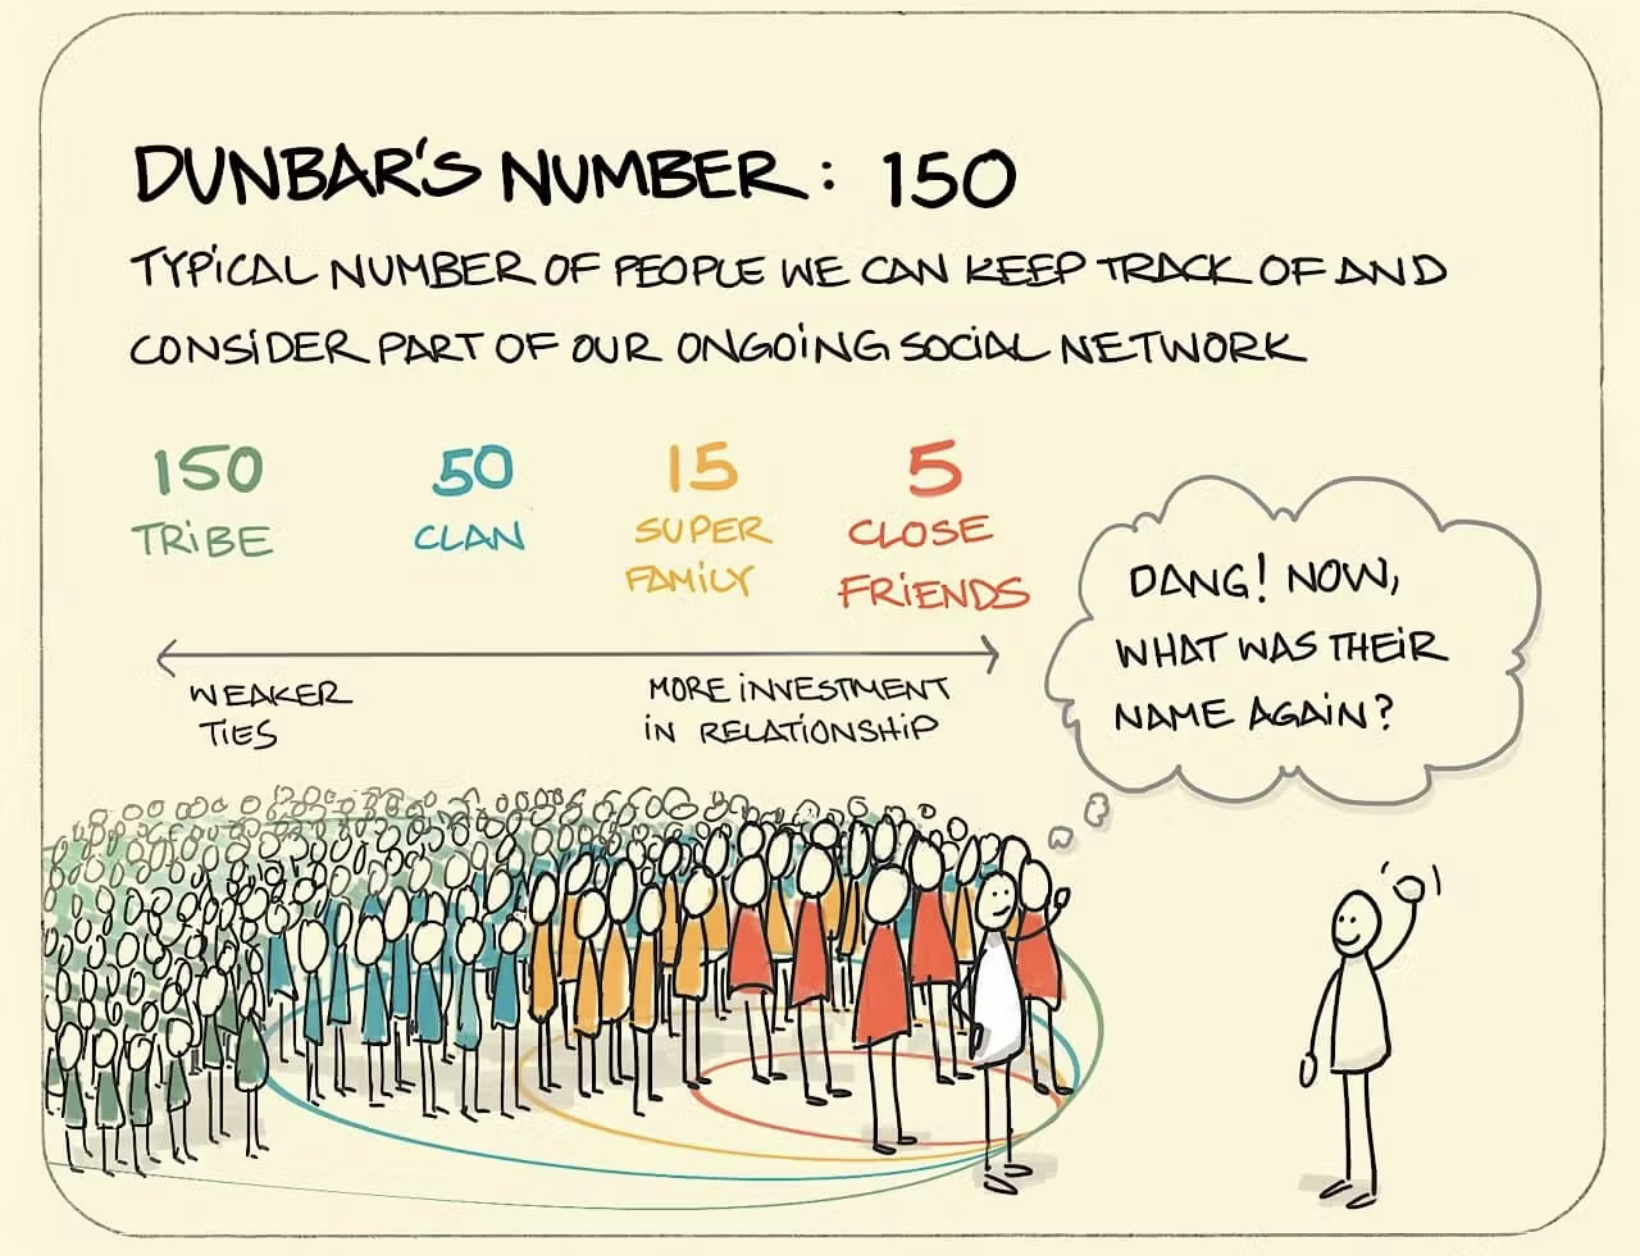 DUNBAR'S NUMBER: 150
TYPICAL NUMBER OF PEOPLE WE CAN KEEP TRACK OF AND
CONSIDER PART OF OUR ONGOING SOCIAL NETWORK
150
TRIBE
50
CLAN
15
SUPER
FAMILY
5
CLOSE
FRIENDS
WEAKER
TIES
MORE INVESTMENT
IN RELATIONSHIP
DANG! NOW,
WHAT WAS THEIR
NAME AGAIN?